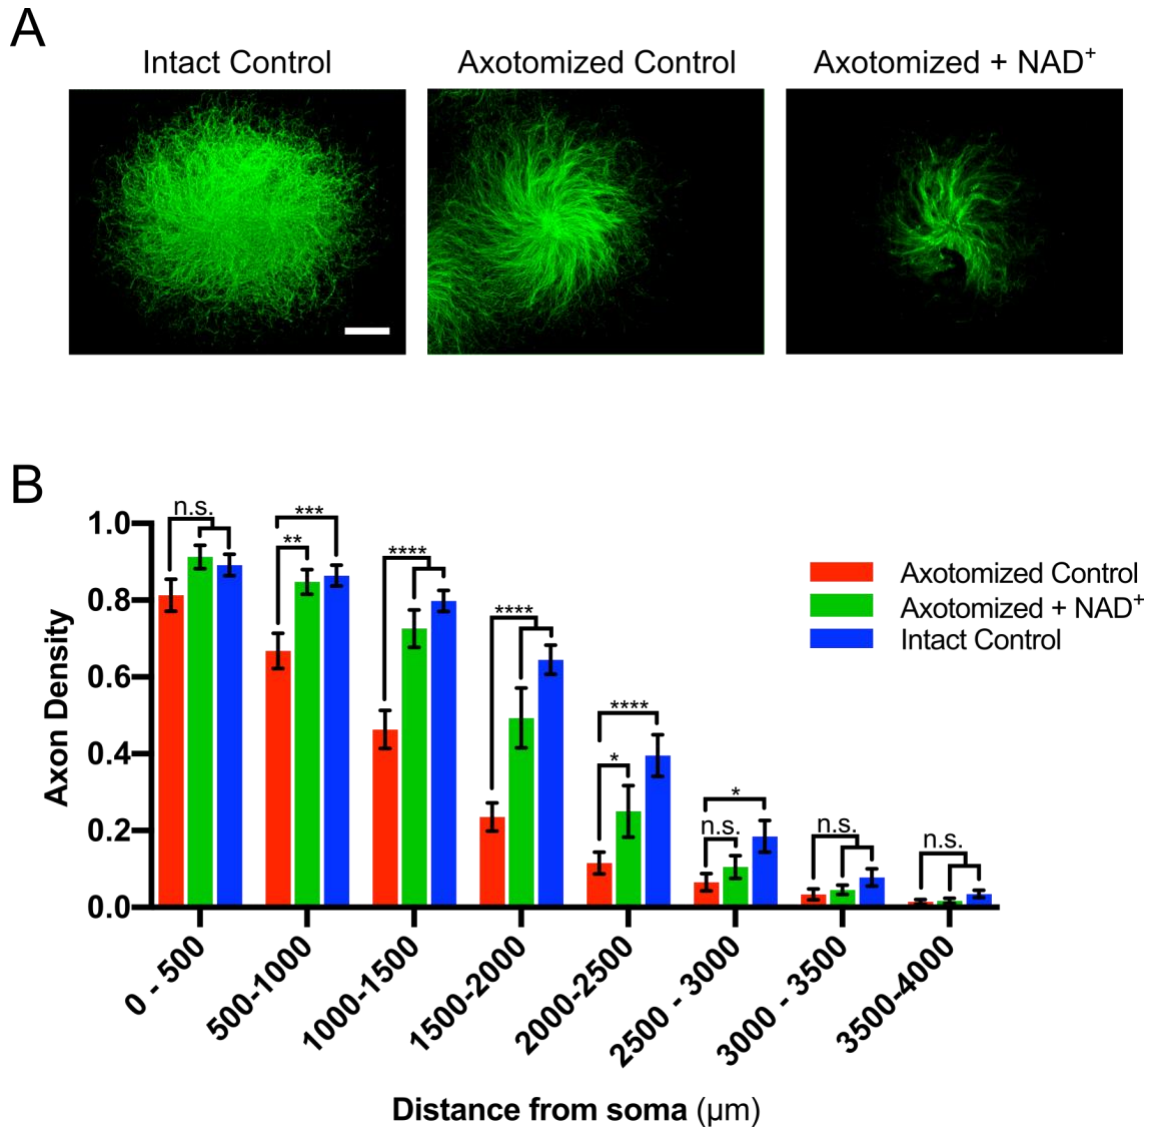 A
Intact Control
Axotomized Control
Axotomized + NAD⁺
B
n.s.
***
**
****
****
****
*
*
n.s.
n.s.
n.s.
1.0
0.8
0.6
0.4
0.2
0.0
Axon Density
Axotomized Control
Axotomized + NAD⁺
Intact Control
0 - 500
500-1000
1000-1500
1500-2000
2000-2500
2500 - 3000
3000 - 3500
3500-4000
Distance from soma (µm)